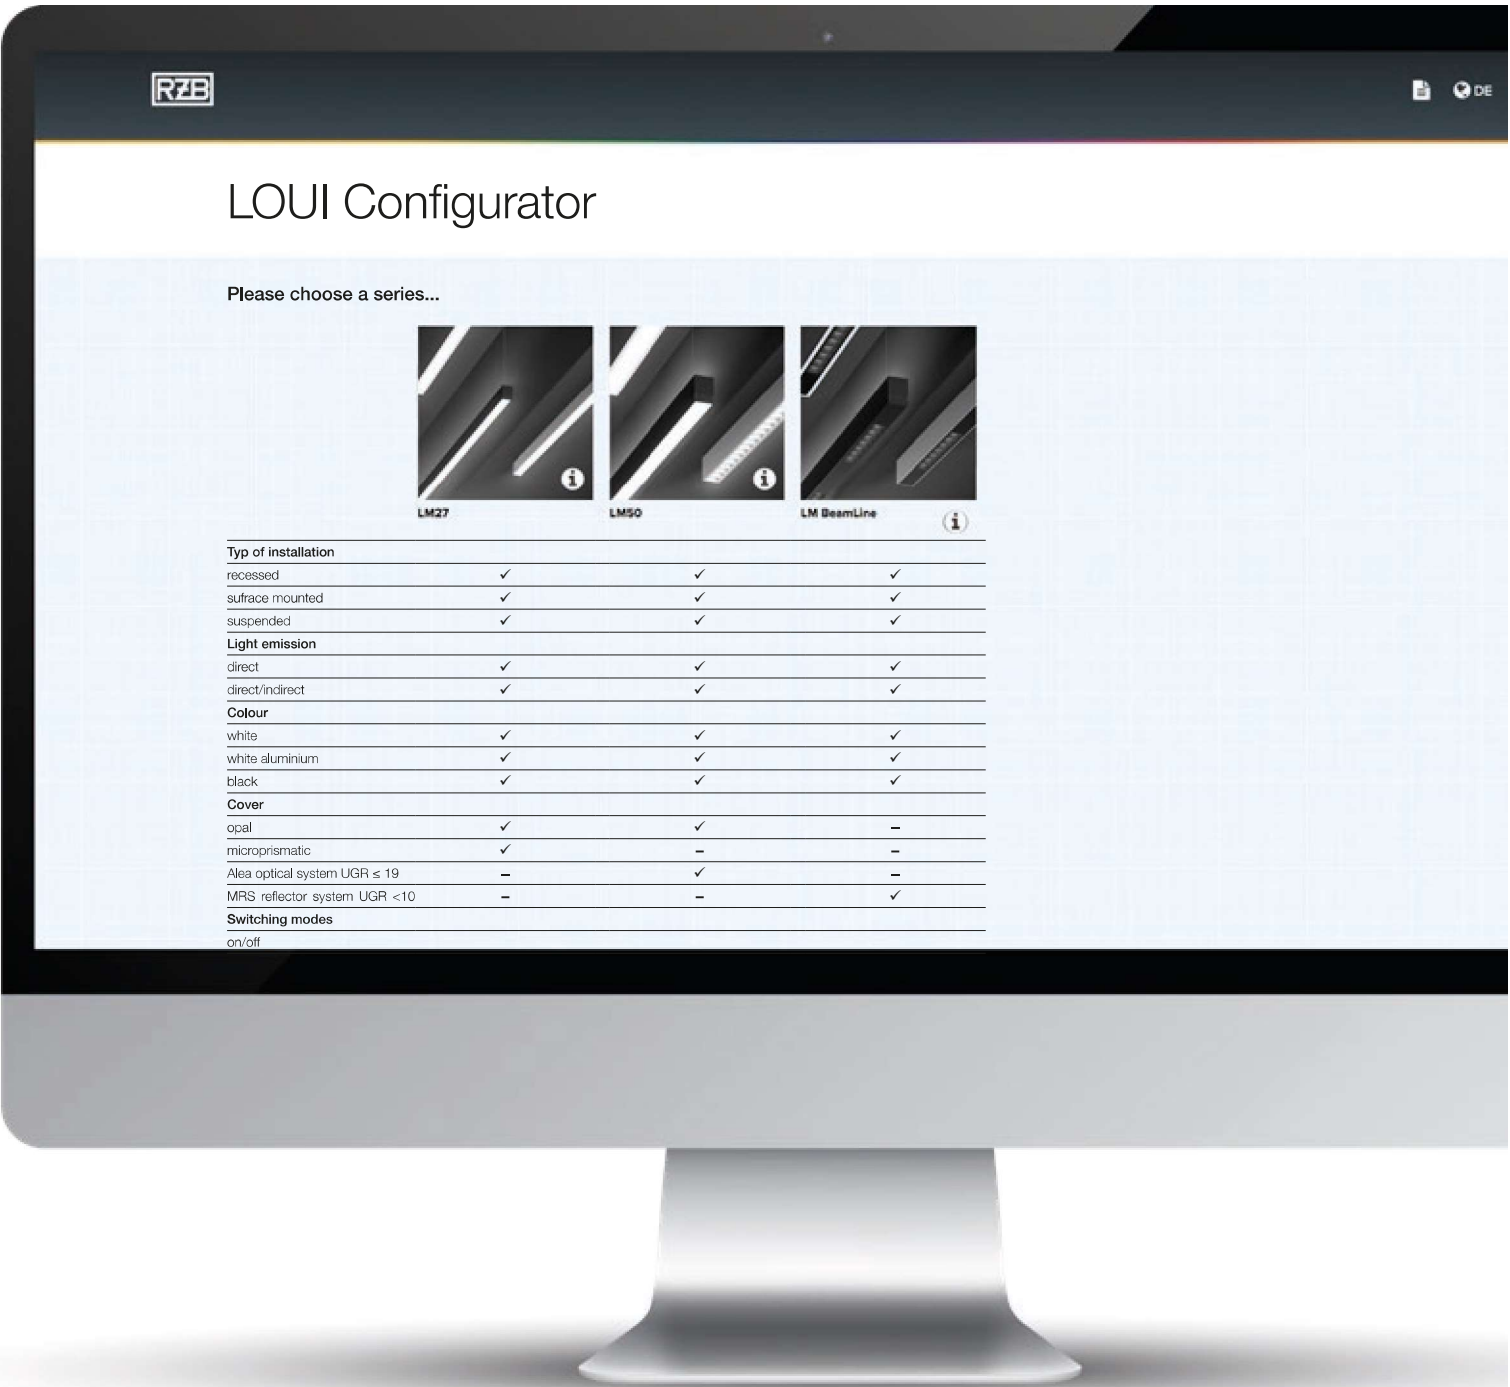 RZB
DE
LOUI Configurator
Please choose a series...
LM27 LM50 LM BeamLine
Typ of installation
recessed ✓ ✓ ✓
sufrace mounted ✓ ✓ ✓
suspended ✓ ✓ ✓
Light emission
direct ✓ ✓ ✓
direct/indirect ✓ ✓ ✓
Colour
white ✓ ✓ ✓
white aluminium ✓ ✓ ✓
black ✓ ✓ ✓
Cover
opal ✓ ✓ –
microprismatic ✓ – –
Alea optical system UGR ≤ 19 – ✓ –
MRS reflector system UGR <10 – – ✓
Switching modes
on/off